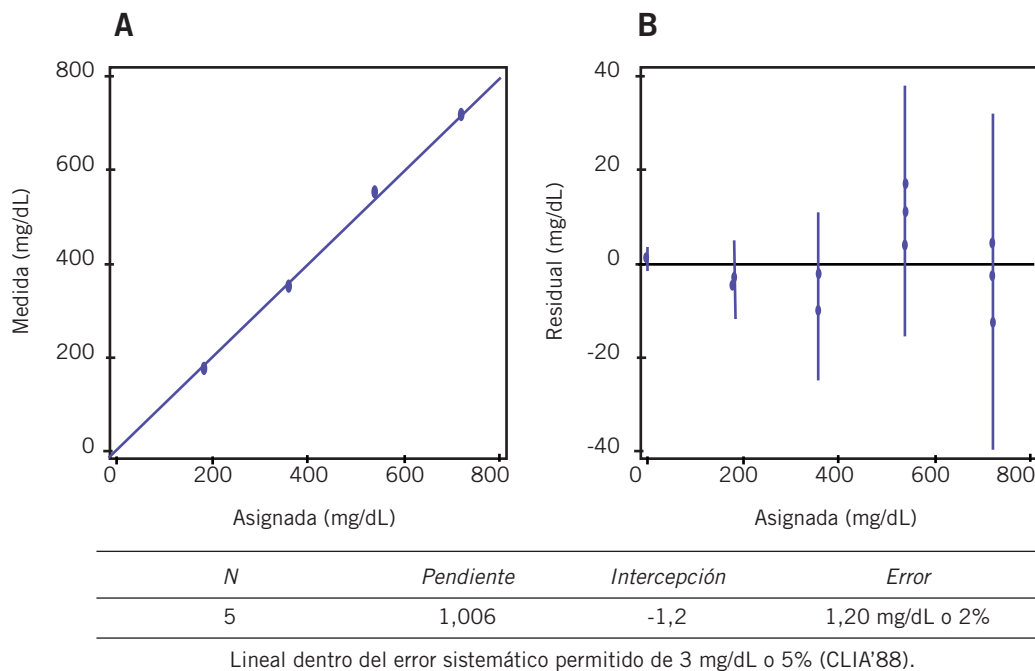 A
800
600
400
200
0
0 200 400 600 800
Medida (mg/dL)
Asignada (mg/dL)
B
40
20
0
-20
-40
0 200 400 600 800
Residual (mg/dL)
Asignada (mg/dL)
N Pendiente Intercepción Error
5 1,006 -1,2 1,20 mg/dL o 2%
Lineal dentro del error sistemático permitido de 3 mg/dL o 5% (CLIA'88).